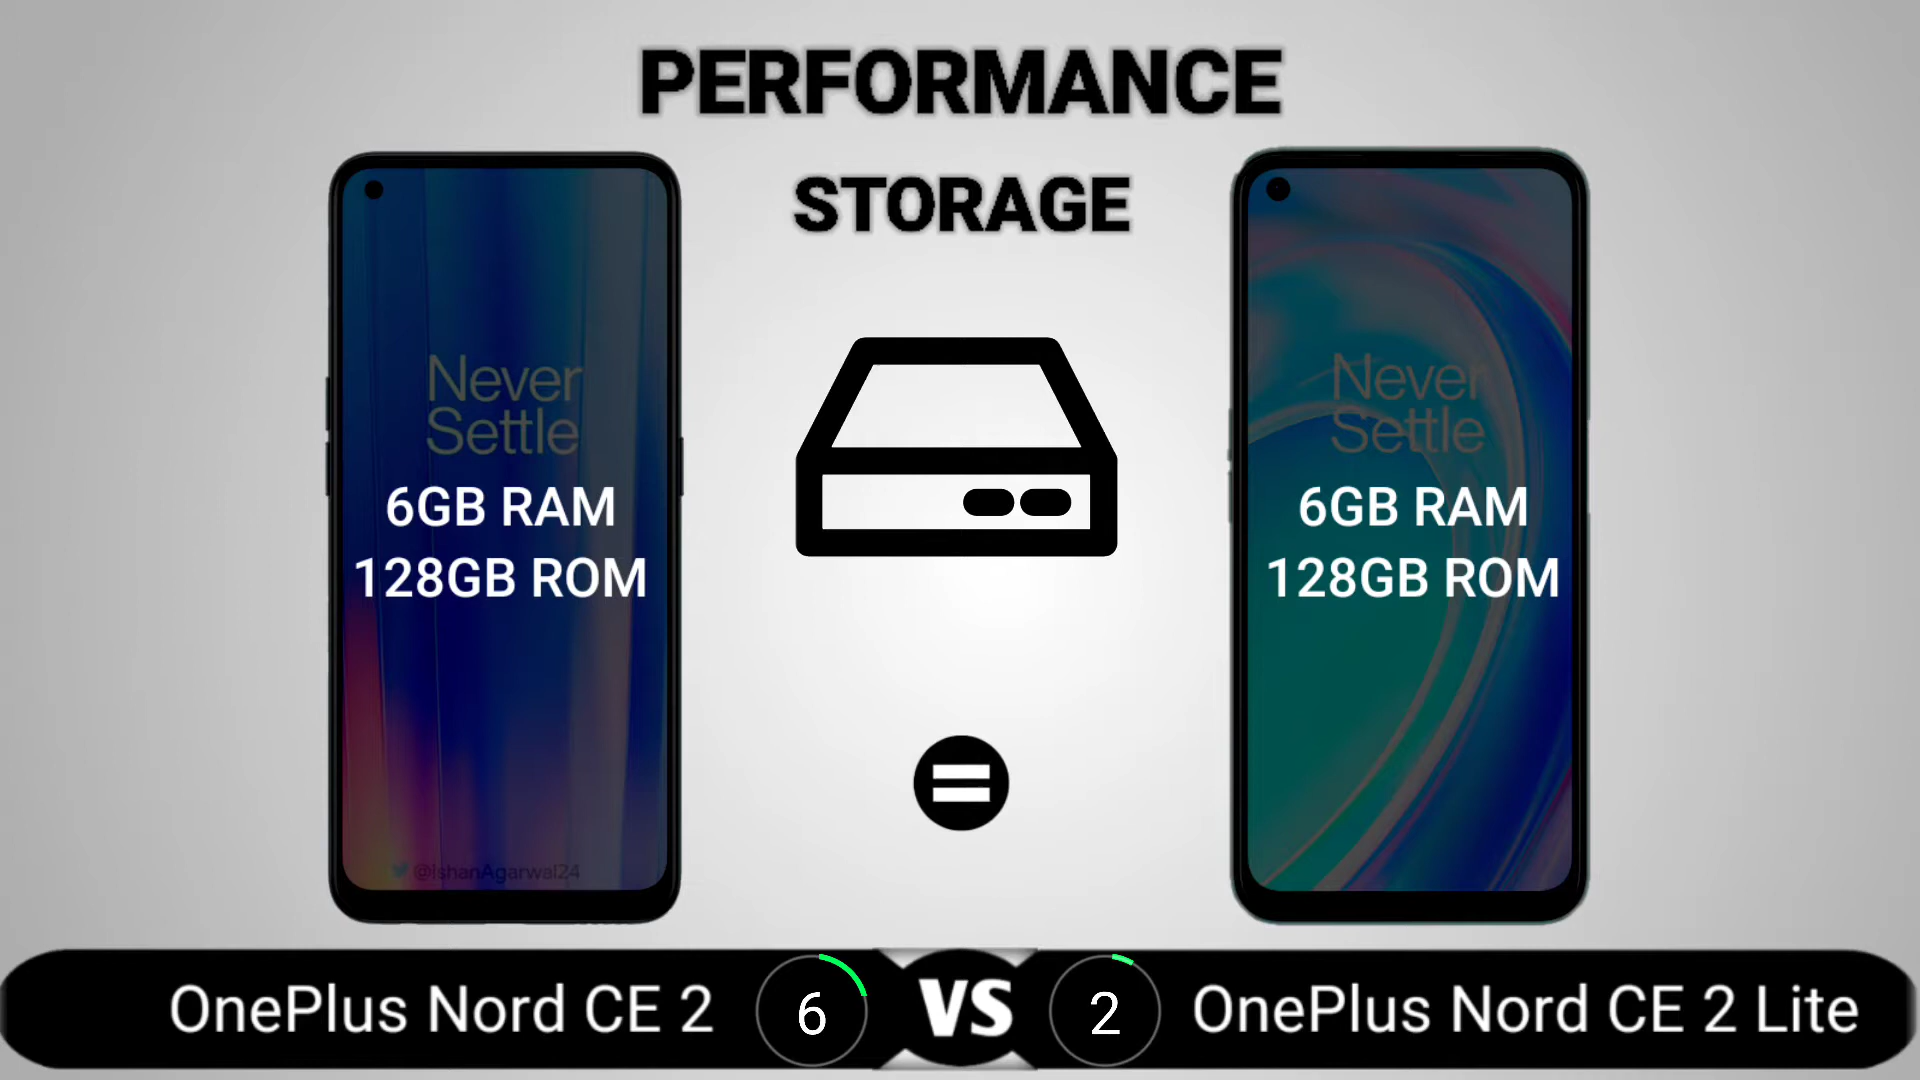 PERFORMANCE
STORAGE
Never
Settle
6GB RAM
128GB ROM
@IshanAgarwal24
Never
Settle
6GB RAM
128GB ROM
OnePlus Nord CE 2
6
VS
2
OnePlus Nord CE 2 Lite